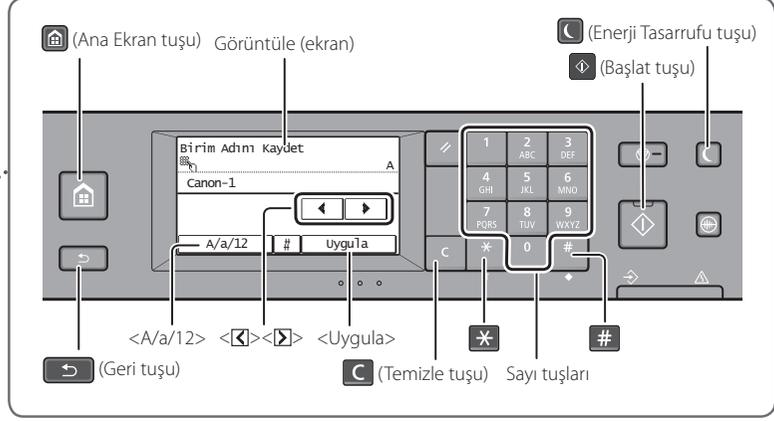 (Ana Ekran tuşu)
Görüntüle (ekran)
(Enerji Tasarrufu tuşu)
(Başlat tuşu)
Birim Adını Kaydet
A
Canon-1
A/a/12 # Uygula
1 2 3
ABC DEF
4 5 6
GHI JKL MNO
7 8 9
PQRS TUV WXYZ
C * 0 #
<A/a/12> <><> <Uygula>
* #
(Geri tuşu)
C (Temizle tuşu) Sayı tuşları